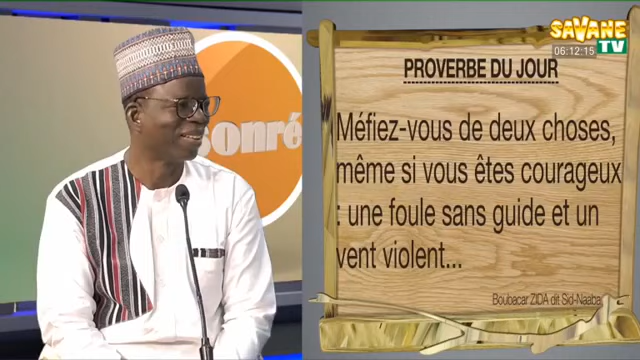 SAVANE
TV
06:12:15
PROVERBE DU JOUR
Méfiez-vous de deux choses,
même si vous êtes courageux
: une foule sans guide et un
vent violent...
Boubacar ZIDA dit Sid-Naaba
onré